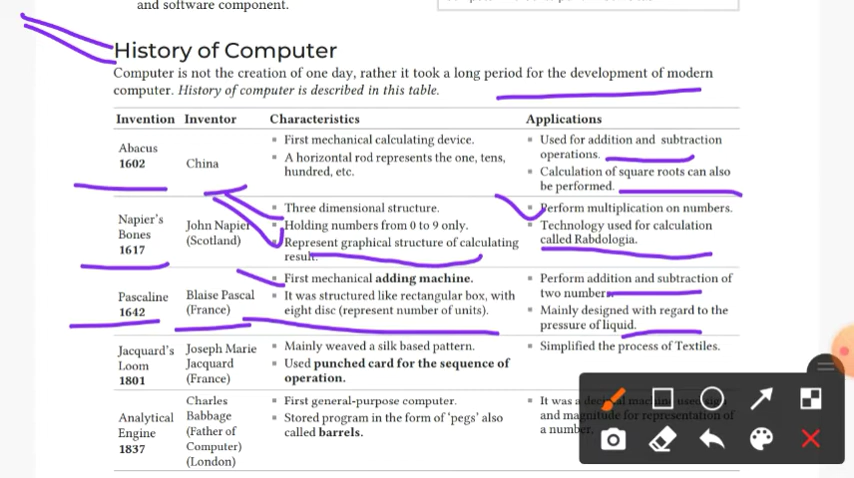 and software component.
History of Computer
Computer is not the creation of one day, rather it took a long period for the development of modern
computer. History of computer is described in this table.
Invention Inventor Characteristics Applications
Abacus
1602
China
▪ First mechanical calculating device.
▪ A horizontal rod represents the one, tens,
hundred, etc.
▪ Used for addition and subtraction
operations.
▪ Calculation of square roots can also
be performed.
Napier's
Bones
1617
John Napier
(Scotland)
▪ Three dimensional structure.
▪ Holding numbers from 0 to 9 only.
▪ Represent graphical structure of calculating
result.
▪ Perform multiplication on numbers.
▪ Technology used for calculation
called Rabdologia.
Pascaline
1642
Blaise Pascal
(France)
▪ First mechanical adding machine.
▪ It was structured like rectangular box, with
eight disc (represent number of units).
▪ Perform addition and subtraction of
two numbers.
▪ Mainly designed with regard to the
pressure of liquid.
Jacquard's
Loom
1801
Joseph Marie
Jacquard
(France)
▪ Mainly weaved a silk based pattern.
▪ Used punched card for the sequence of
operation.
▪ Simplified the process of Textiles.
Analytical
Engine
1837
Charles
Babbage
(Father of
Computer)
(London)
▪ First general-purpose computer.
▪ Stored program in the form of 'pegs' also
called barrels.
▪ It was a decimal machine used sign
and magnitude for representation of
a number.